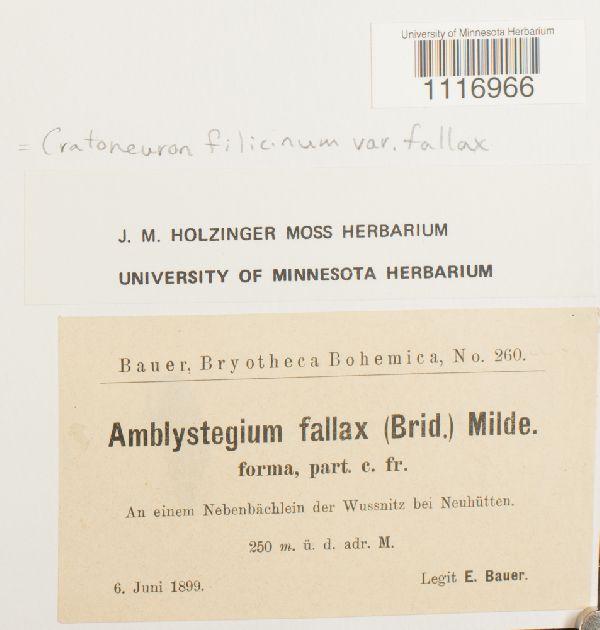 University of Minnesota Herbarium
1116966
= Cratoneuron filicinum var. fallax
J. M. HOLZINGER MOSS HERBARIUM
UNIVERSITY OF MINNESOTA HERBARIUM
Bauer, Bryotheca Bohemica, No. 260.
Amblystegium fallax (Brid.) Milde.
forma, part. c. fr.
An einem Nebenbächlein der Wussnitz bei Neuhütten.
250 m. ü. d. adr. M.
6. Juni 1899.
Legit E. Bauer.